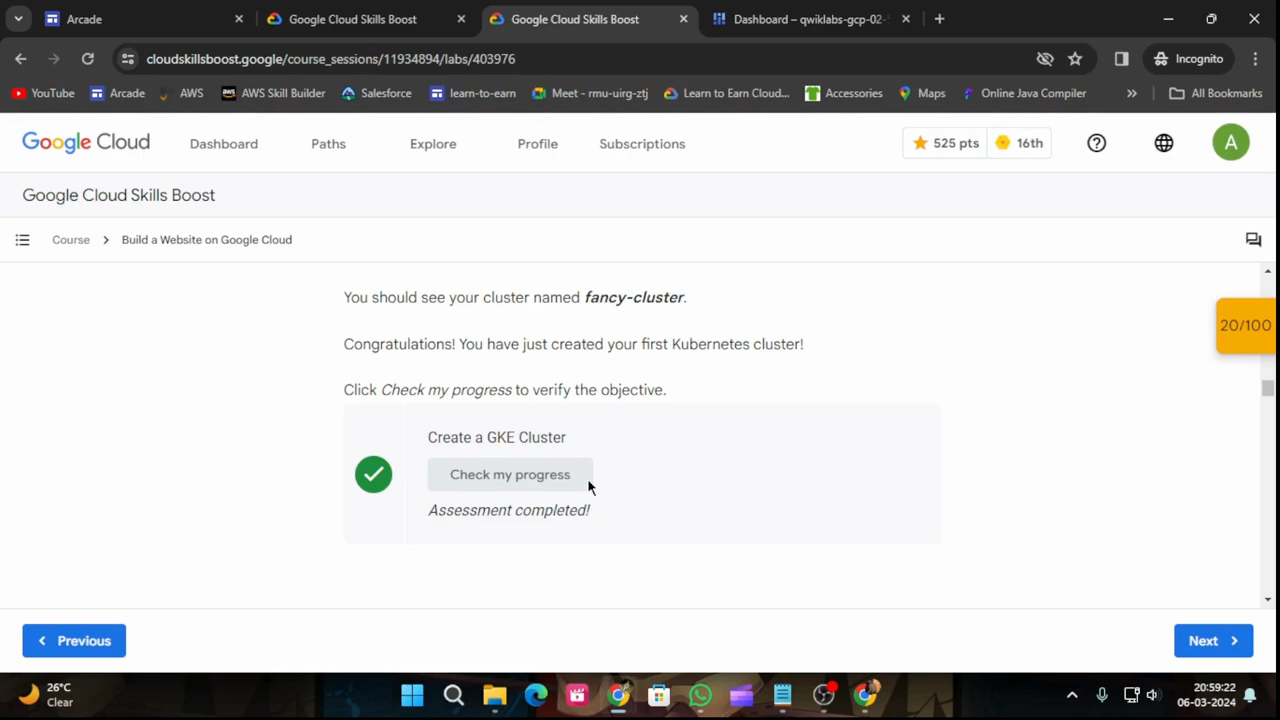 Arcade
Google Cloud Skills Boost
Google Cloud Skills Boost
Dashboard – qwiklabs-gcp-02-
cloudskillsboost.google/course_sessions/11934894/labs/403976
Incognito
YouTube
Arcade
AWS
AWS Skill Builder
Salesforce
learn-to-earn
Meet - rmu-uirg-ztj
Learn to Earn Cloud...
Accessories
Maps
Online Java Compiler
»
All Bookmarks
Google Cloud
Dashboard
Paths
Explore
Profile
Subscriptions
525 pts
16th
A
Google Cloud Skills Boost
Course
Build a Website on Google Cloud
You should see your cluster named fancy-cluster.
20/100
Congratulations! You have just created your first Kubernetes cluster!
Click Check my progress to verify the objective.
Create a GKE Cluster
Check my progress
Assessment completed!
Previous
Next
26°C
Clear
20:59:22
06-03-2024